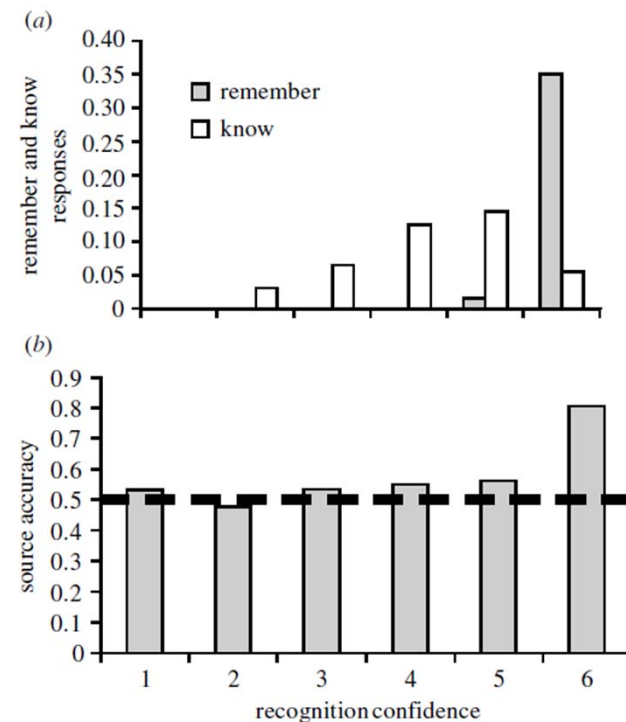 (a)
0.40
0.35
0.30
0.25
0.20
0.15
0.10
0.05
0
remember and know
responses
remember
know
(b)
0.9
0.8
0.7
0.6
0.5
0.4
0.3
0.2
0.1
0
source accuracy
1 2 3 4 5 6
recognition confidence